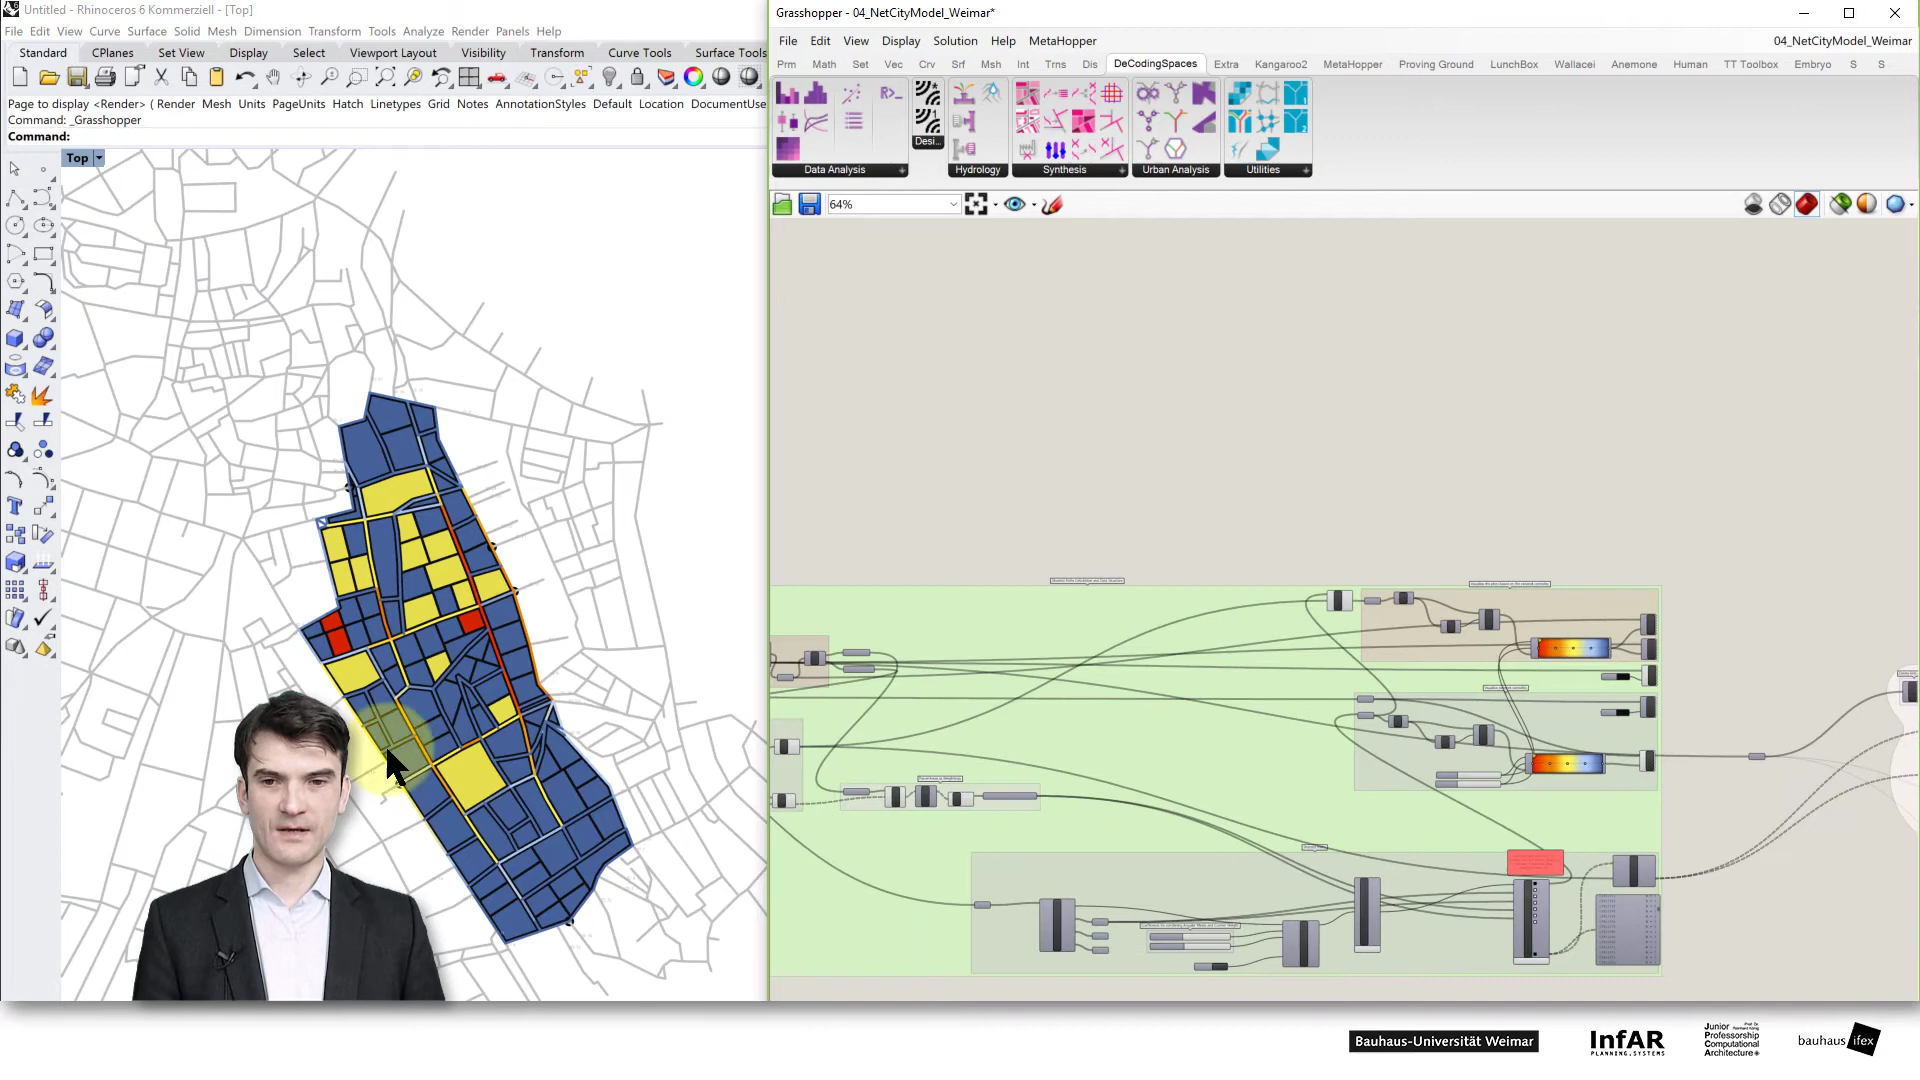 Untitled - Rhinoceros 6 Kommerziell - [Top]
File Edit View Curve Surface Solid Mesh Dimension Transform Tools Analyze Render Panels Help
Standard CPlanes Set View Display Select Viewport Layout Visibility Transform Curve Tools Surface Tools
Page to display <Render> ( Render Mesh Units PageUnits Hatch Linetypes Grid Notes AnnotationStyles Default Location DocumentUse
Command: _Grasshopper
Command:
Top
Grasshopper - 04_NetCityModel_Weimar*
File Edit View Display Solution Help MetaHopper
04_NetCityModel_Weimar
Prm Math Set Vec Crv Srf Msh Int Trns Dis DeCodingSpaces Extra Kangaroo2 MetaHopper Proving Ground LunchBox Wallacei Anemone Human TT Toolbox Embryo S S
Data Analysis Desi... Hydrology Synthesis Urban Analysis Utilities
64%
Bauhaus-Universität Weimar
InfAR
PLANNING.SYSTEMS
Junior
Professorship
Computational
Architecture
bauhaus ifex